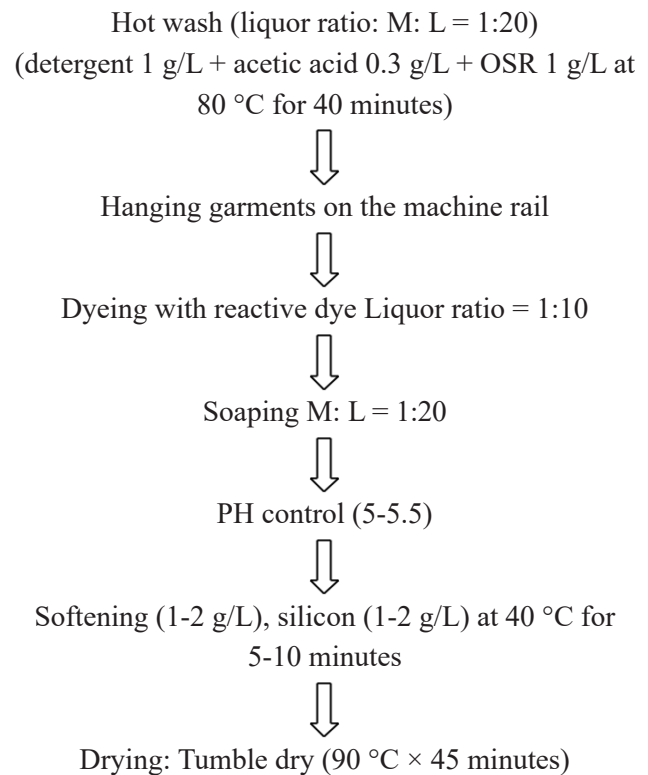 Hot wash (liquor ratio: M: L = 1:20)
(detergent 1 g/L + acetic acid 0.3 g/L + OSR 1 g/L at
80 °C for 40 minutes)
Hanging garments on the machine rail
Dyeing with reactive dye Liquor ratio = 1:10
Soaping M: L = 1:20
PH control (5-5.5)
Softening (1-2 g/L), silicon (1-2 g/L) at 40 °C for
5-10 minutes
Drying: Tumble dry (90 °C × 45 minutes)